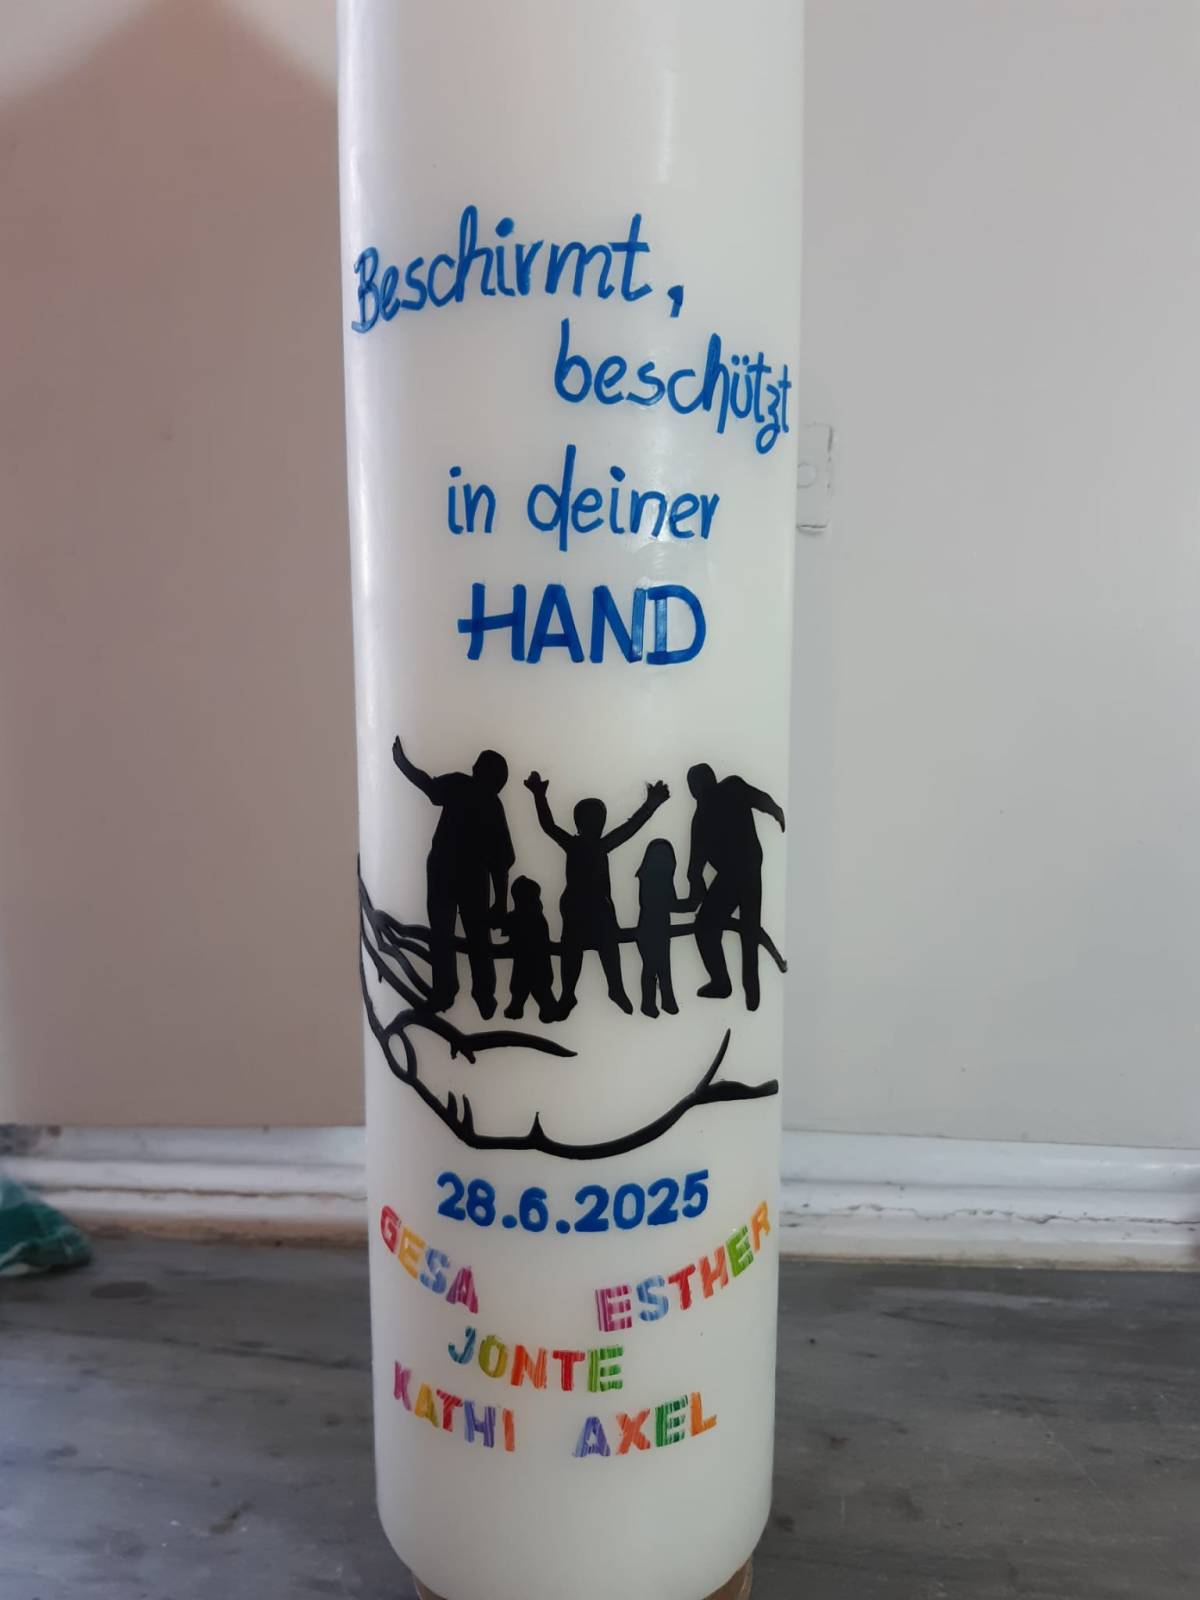 Beschirmt,
beschützt
in deiner
HAND
28.6.2025
GESA ESTHER
JONTE
KATHI AXEL